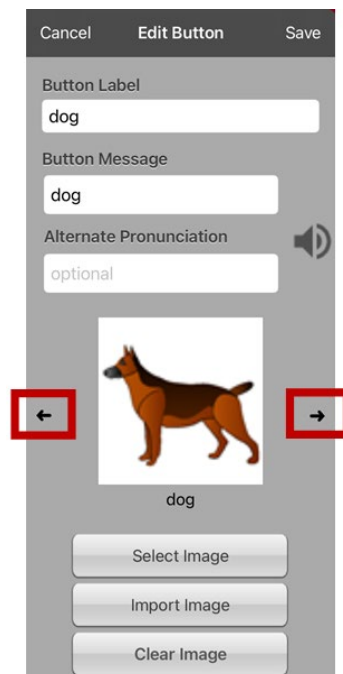 Cancel Edit Button Save
Button Label
dog
Button Message
dog
Alternate Pronunciation
optional
dog
Select Image
Import Image
Clear Image